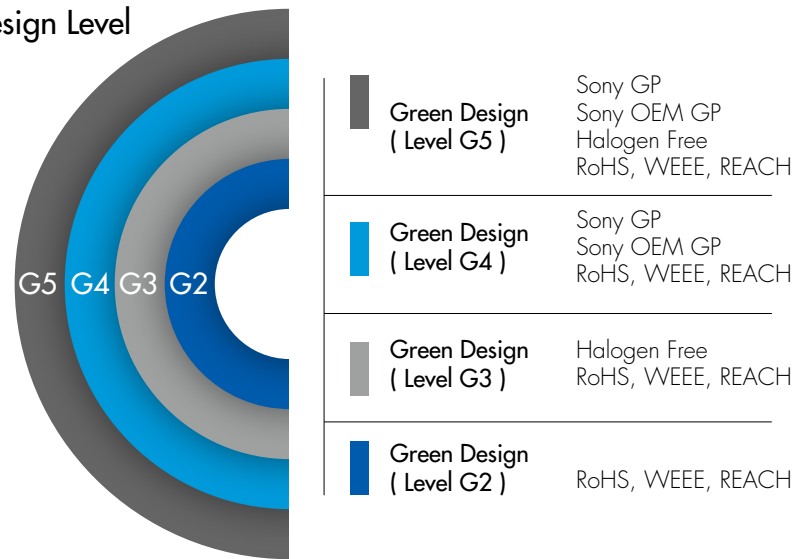 esign Level
G5 G4 G3 G2
Green Design
( Level G5 )
Sony GP
Sony OEM GP
Halogen Free
RoHS, WEEE, REACH
Green Design
( Level G4 )
Sony GP
Sony OEM GP
RoHS, WEEE, REACH
Green Design
( Level G3 )
Halogen Free
RoHS, WEEE, REACH
Green Design
( Level G2 )
RoHS, WEEE, REACH